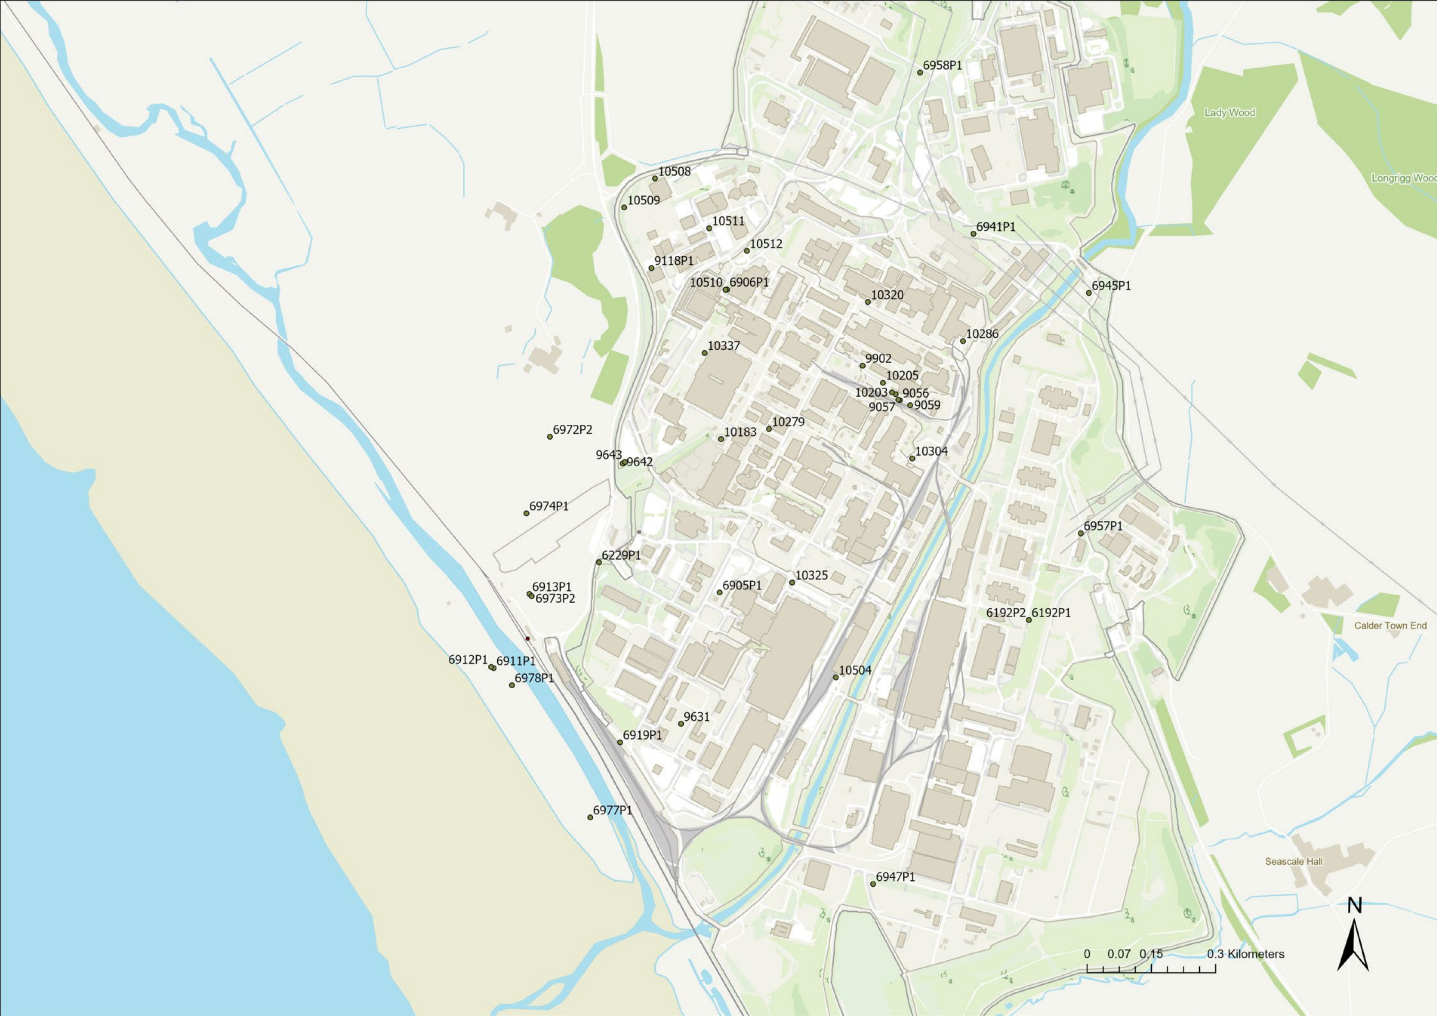 6958P1
Lady Wood
10508
Longrigg Wood
10509
10511
6941P1
10512
9118P1
10510
6906P1
6945P1
10320
10286
10337
9902
10205
10203
9056
9057
9059
10279
6972P2
10183
10304
9643
9642
6974P1
6957P1
6229P1
10325
6913P1
6905P1
6973P2
6192P2
6192P1
Calder Town End
6912P1
6911P1
6978P1
10504
9631
6919P1
6977P1
Seascale Hall
6947P1
N
0 0.07 0.15 0.3 Kilometers